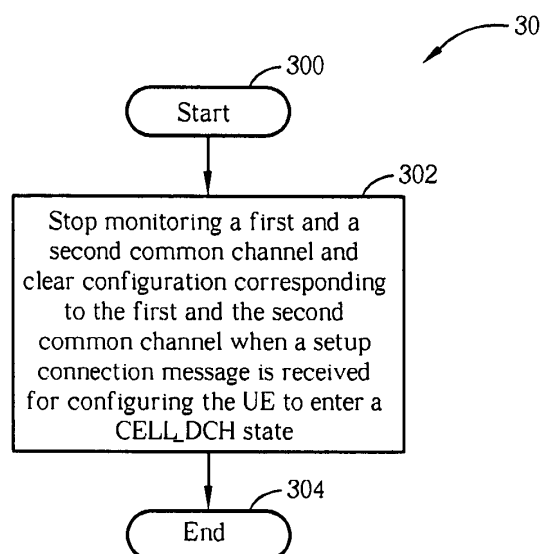 30
300
Start
302
Stop monitoring a first and a
second common channel and
clear configuration corresponding
to the first and the second
common channel when a setup
connection message is received
for configuring the UE to enter a
CELL_DCH state
304
End